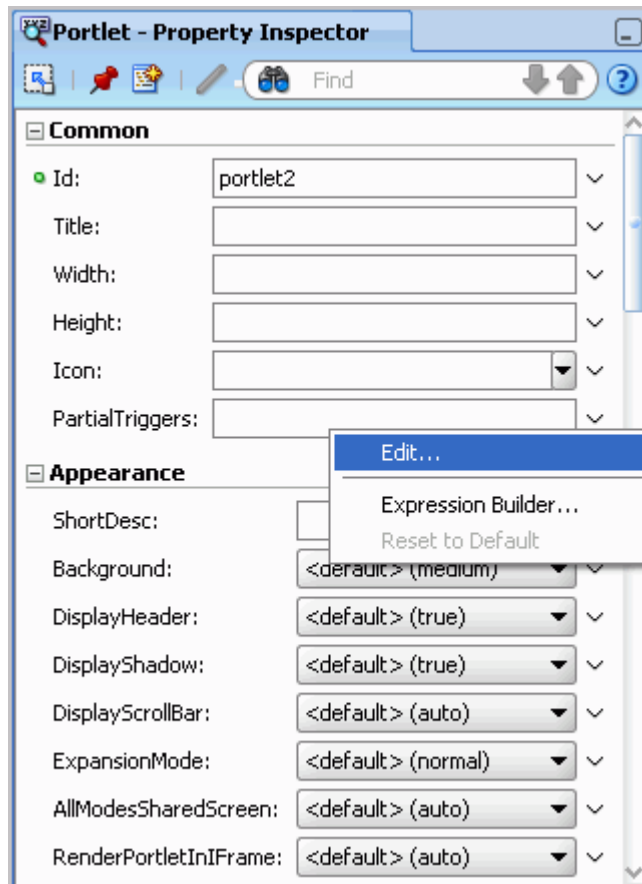 Portlet - Property Inspector
Find
Common
Id: portlet2
Title:
Width:
Height:
Icon:
PartialTriggers:
Edit...
Appearance
Expression Builder...
ShortDesc:
Reset to Default
Background: <default> (medium)
DisplayHeader: <default> (true)
DisplayShadow: <default> (true)
DisplayScrollBar: <default> (auto)
ExpansionMode: <default> (normal)
AllModesSharedScreen: <default> (auto)
RenderPortletInIFrame: <default> (auto)